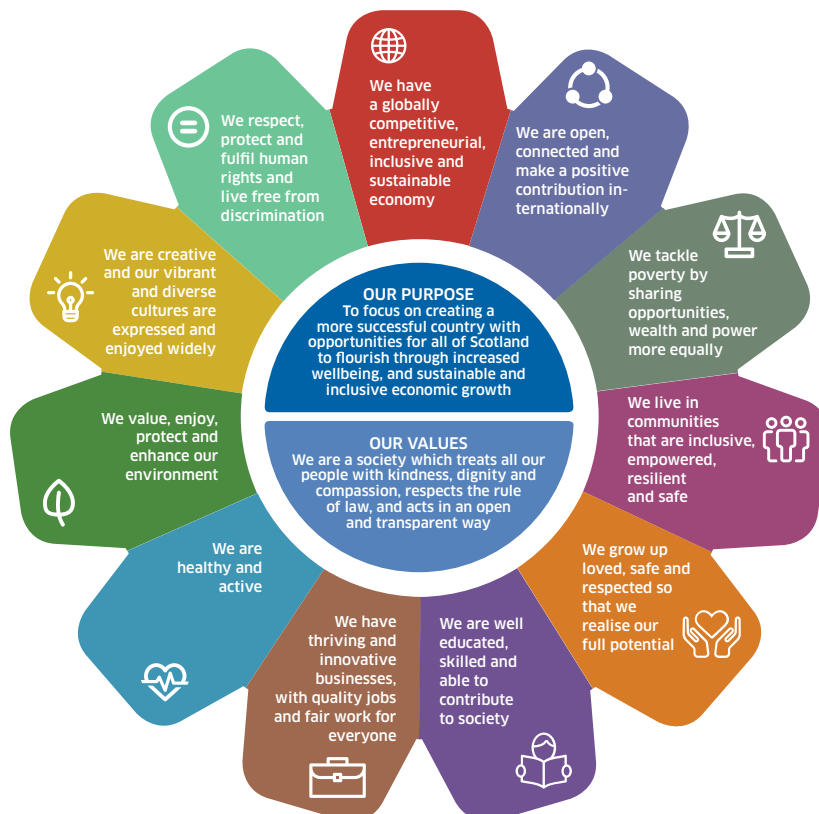 We have
a globally
competitive,
entrepreneurial,
inclusive and
sustainable
economy
We are open,
connected and
make a positive
contribution in-
ternationally
We tackle
poverty by
sharing
opportunities,
wealth and power
more equally
We live in
communities
that are inclusive,
empowered,
resilient
and safe
We grow up
loved, safe and
respected so
that we
realise our
full potential
We are well
educated,
skilled and
able to
contribute
to society
We have
thriving and
innovative
businesses,
with quality jobs
and fair work for
everyone
We are
healthy and
active
We value, enjoy,
protect and
enhance our
environment
We are creative
and our vibrant
and diverse
cultures are
expressed and
enjoyed widely
We respect,
protect and
fulfil human
rights and
live free from
discrimination
OUR PURPOSE
To focus on creating a
more successful country with
opportunities for all of Scotland
to flourish through increased
wellbeing, and sustainable and
inclusive economic growth
OUR VALUES
We are a society which treats all our
people with kindness, dignity and
compassion, respects the rule
of law, and acts in an open
and transparent way